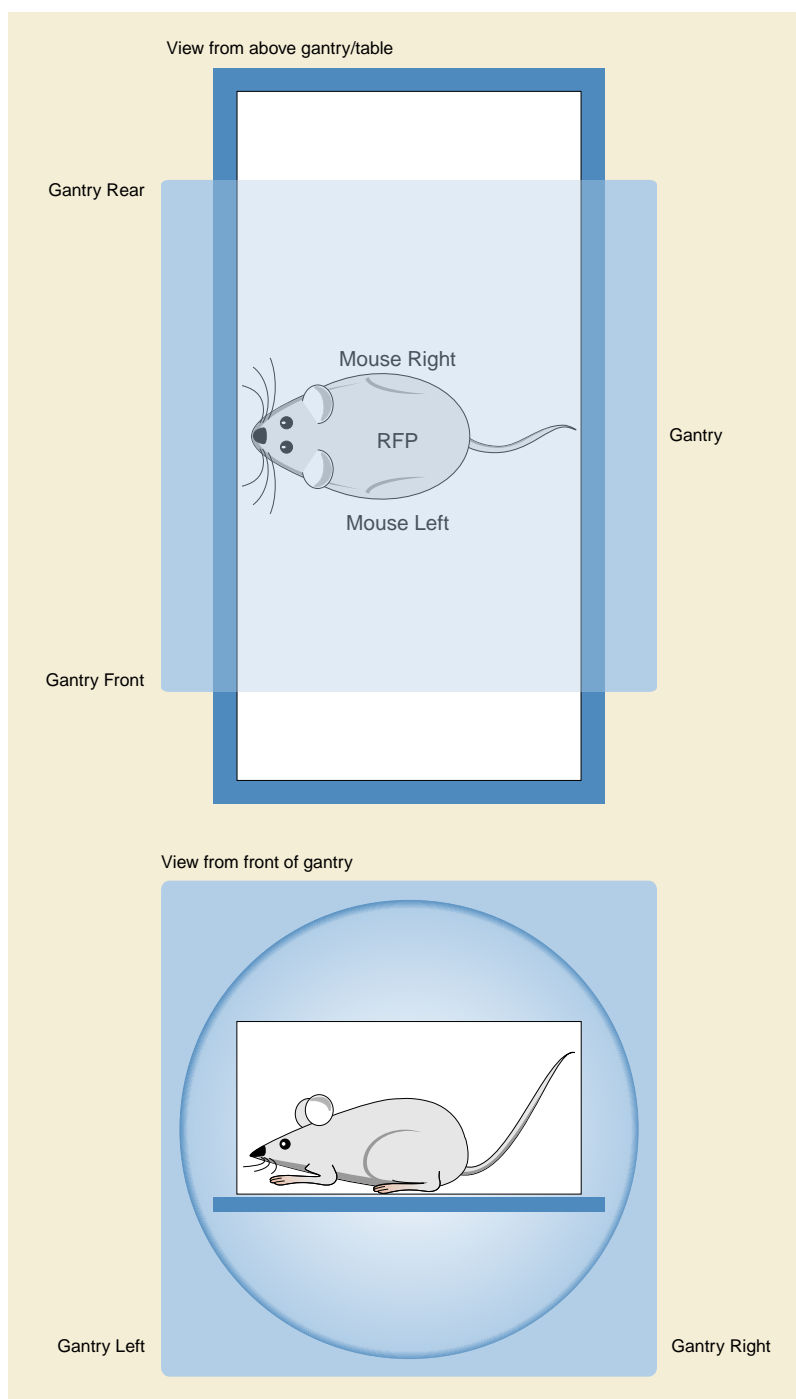 View from above gantry/table
Gantry Rear
Mouse Right
RFP
Gantry
Mouse Left
Gantry Front
View from front of gantry
Gantry Left
Gantry Right